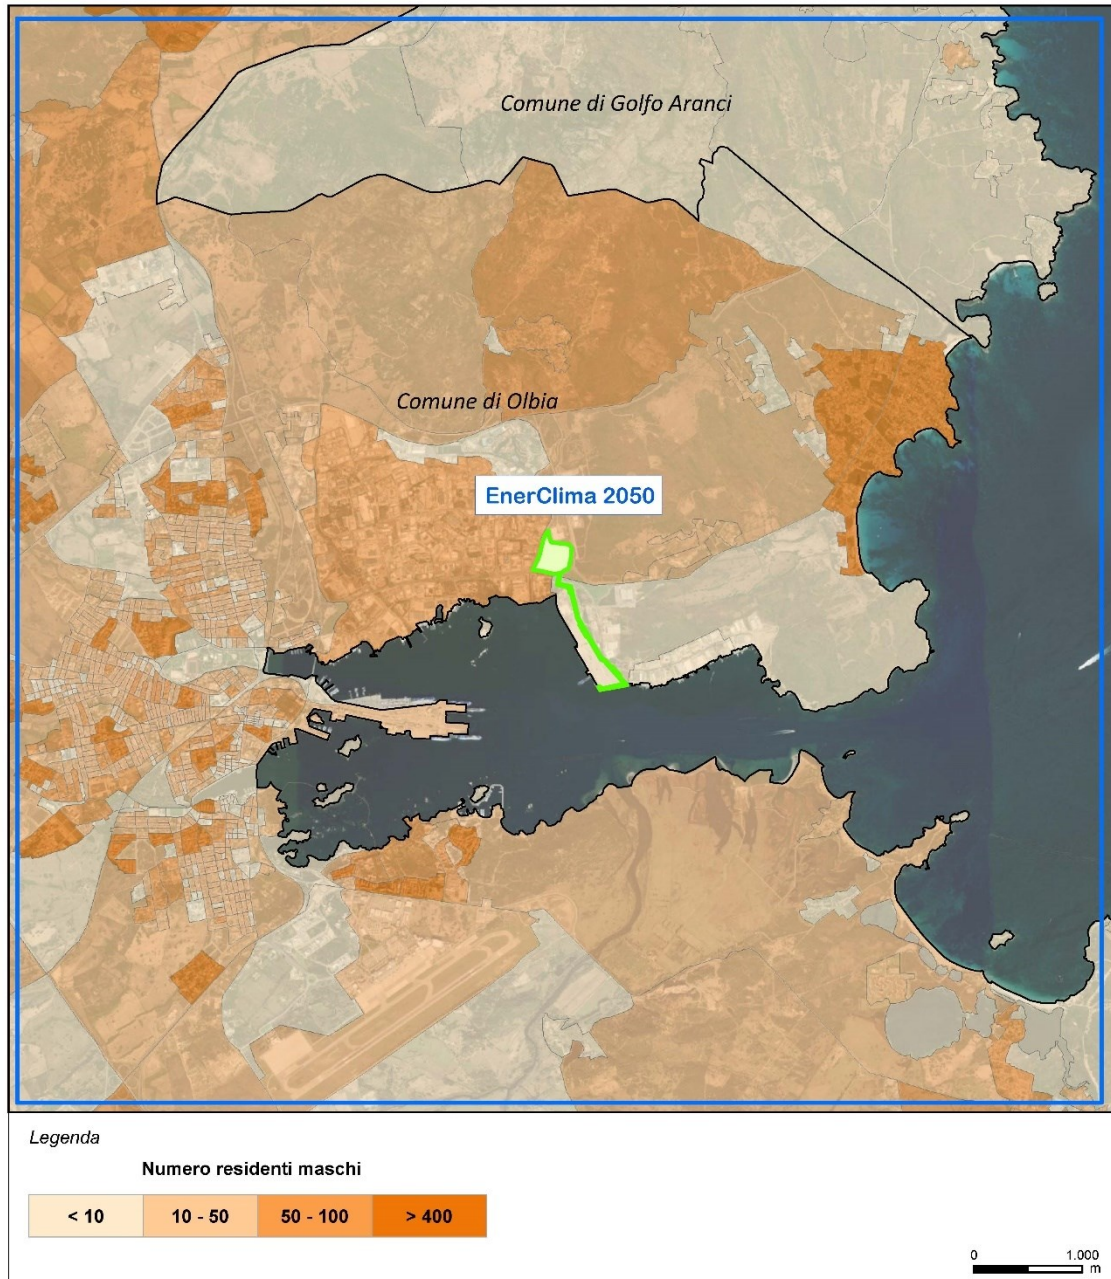 Comune di Golfo Aranci
Comune di Olbia
EnerClima 2050
Legenda
Numero residenti maschi
< 10 10 - 50 50 - 100 > 400
0 1.000
m